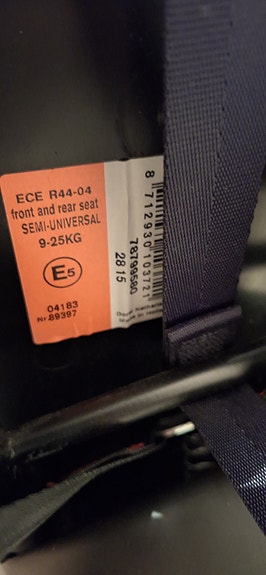 ECE R44-04
front and rear seat
SEMI-UNIVERSAL
9-25KG
E5
04183
Nr.89397
8 712930 103721
78799580
2815